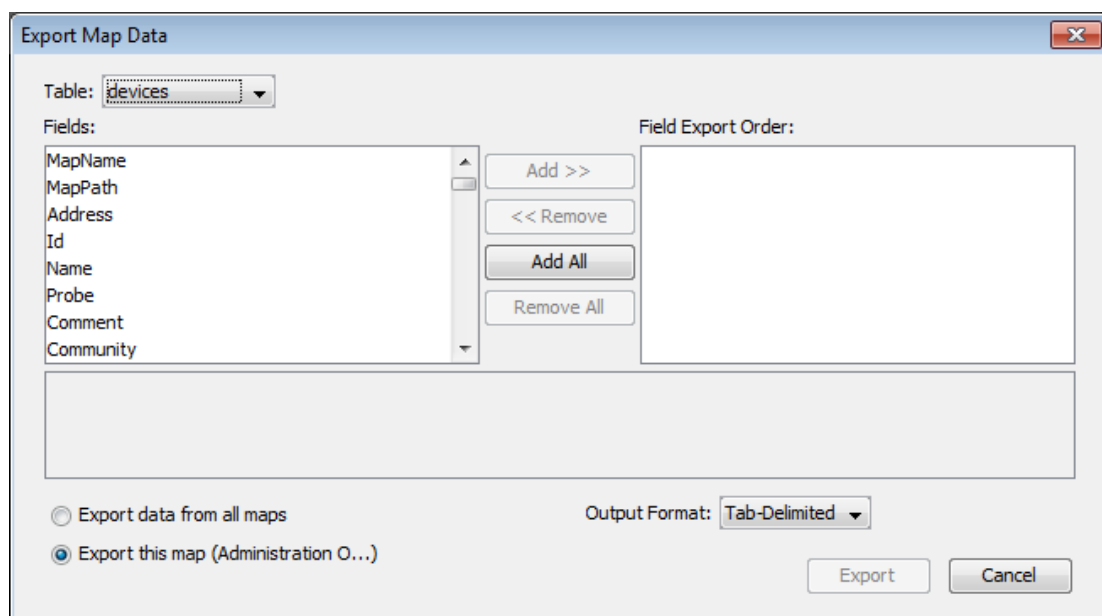 Export Map Data
Table: devices
Fields:
Field Export Order:
MapName
MapPath
Address
Id
Name
Probe
Comment
Community
Add >>
<< Remove
Add All
Remove All
Export data from all maps
Output Format: Tab-Delimited
Export this map (Administration O...)
Export
Cancel